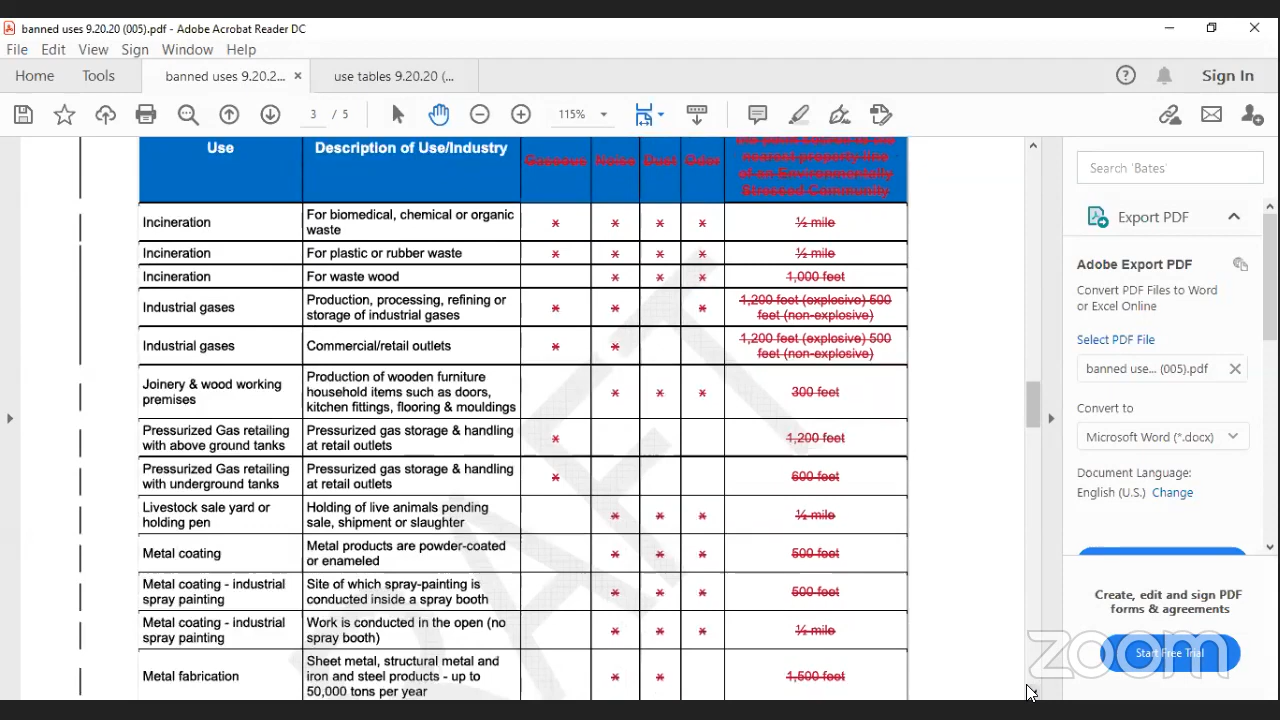 banned uses 9.20.20 (005).pdf - Adobe Acrobat Reader DC
File Edit View Sign Window Help
Home Tools banned uses 9.20.2... × use tables 9.20.20 (... Sign In
3 / 5 115%
Use Description of Use/Industry Gaseous Noise Dust Odor
nearest property line
of an Environmentally
Stressed Community
Incineration For biomedical, chemical or organic waste x x x x ½ mile
Incineration For plastic or rubber waste x x x x ½ mile
Incineration For waste wood x x x 1,000 feet
Industrial gases Production, processing, refining or storage of industrial gases x x x 1,200 feet (explosive) 500 feet (non-explosive)
Industrial gases Commercial/retail outlets x x 1,200 feet (explosive) 500 feet (non-explosive)
Joinery & wood working premises Production of wooden furniture household items such as doors, kitchen fittings, flooring & mouldings x x x 300 feet
Pressurized Gas retailing with above ground tanks Pressurized gas storage & handling at retail outlets x 1,200 feet
Pressurized Gas retailing with underground tanks Pressurized gas storage & handling at retail outlets x 600 feet
Livestock sale yard or holding pen Holding of live animals pending sale, shipment or slaughter x x x ½ mile
Metal coating Metal products are powder-coated or enameled x x x 500 feet
Metal coating - industrial spray painting Site of which spray-painting is conducted inside a spray booth x x x 500 feet
Metal coating - industrial spray painting Work is conducted in the open (no spray booth) x x x ½ mile
Metal fabrication Sheet metal, structural metal and iron and steel products - up to 50,000 tons per year x x 1,500 feet
DRAFT
Search 'Bates'
Export PDF
Adobe Export PDF
Convert PDF Files to Word
or Excel Online
Select PDF File
banned use... (005).pdf
Convert to
Microsoft Word (*.docx)
Document Language:
English (U.S.) Change
Create, edit and sign PDF
forms & agreements
Start Free Trial
zoom